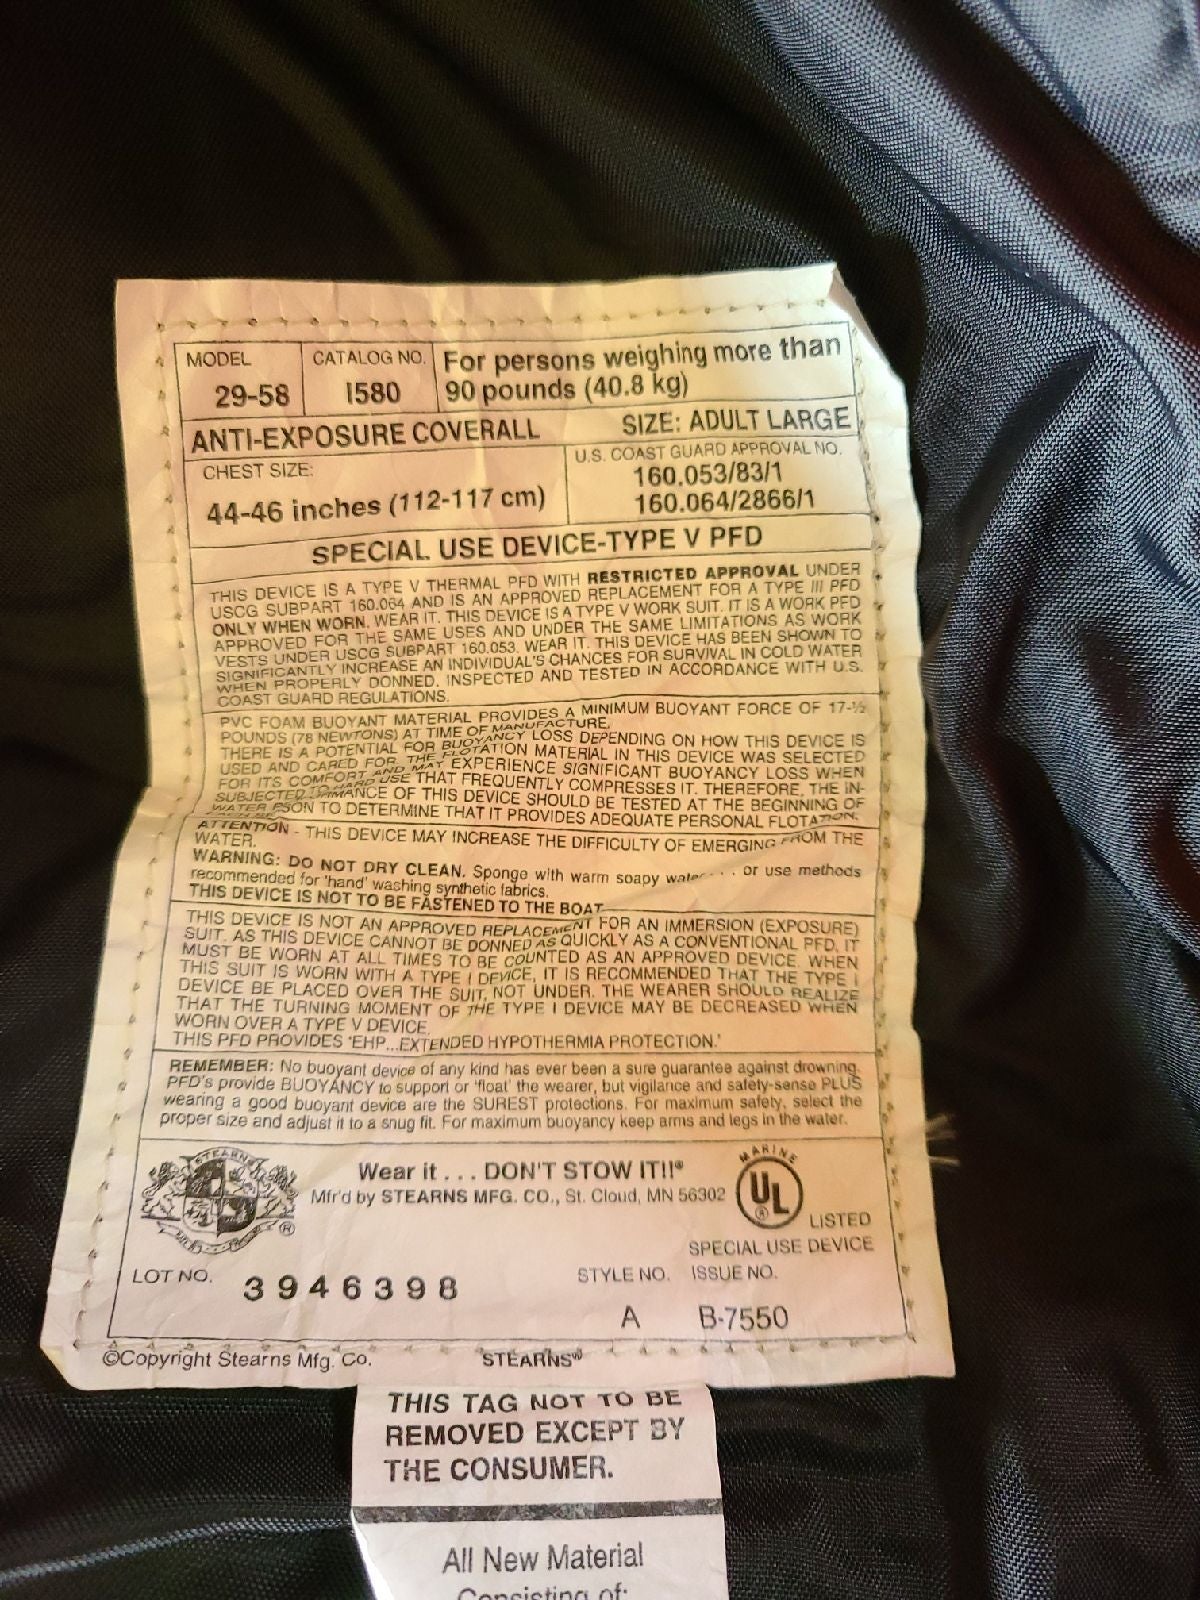 MODEL
29-58
CATALOG NO.
I580
For persons weighing more than
90 pounds (40.8 kg)
ANTI-EXPOSURE COVERALL
SIZE: ADULT LARGE
CHEST SIZE:
44-46 inches (112-117 cm)
U.S. COAST GUARD APPROVAL NO.
160.053/83/1
160.064/2866/1
SPECIAL USE DEVICE-TYPE V PFD
THIS DEVICE IS A TYPE V THERMAL PFD WITH RESTRICTED APPROVAL UNDER
USCG SUBPART 160.064 AND IS AN APPROVED REPLACEMENT FOR A TYPE III PFD
ONLY WHEN WORN. WEAR IT. THIS DEVICE IS A TYPE V WORK SUIT. IT IS A WORK PFD
APPROVED FOR THE SAME USES AND UNDER THE SAME LIMITATIONS AS WORK
VESTS UNDER USCG SUBPART 160.053. WEAR IT. THIS DEVICE HAS BEEN SHOWN TO
SIGNIFICANTLY INCREASE AN INDIVIDUAL'S CHANCES FOR SURVIVAL IN COLD WATER
WHEN PROPERLY DONNED. INSPECTED AND TESTED IN ACCORDANCE WITH U.S.
COAST GUARD REGULATIONS.
PVC FOAM BUOYANT MATERIAL PROVIDES A MINIMUM BUOYANT FORCE OF 17-½
POUNDS (78 NEWTONS) AT TIME OF MANUFACTURE.
THERE IS A POTENTIAL FOR BUOYANCY LOSS DEPENDING ON HOW THIS DEVICE IS
USED AND CARED FOR. THE FLOTATION MATERIAL IN THIS DEVICE WAS SELECTED
FOR ITS COMFORT AND MAY EXPERIENCE SIGNIFICANT BUOYANCY LOSS WHEN
SUBJECTED TO HARD USE THAT FREQUENTLY COMPRESSES IT. THEREFORE, THE IN-
WATER MANCE OF THIS DEVICE SHOULD BE TESTED AT THE BEGINNING OF
SON TO DETERMINE THAT IT PROVIDES ADEQUATE PERSONAL FLOTATION.
ATTENTION - THIS DEVICE MAY INCREASE THE DIFFICULTY OF EMERGING FROM THE
WATER.
WARNING: DO NOT DRY CLEAN. Sponge with warm soapy water . . . or use methods
recommended for 'hand' washing synthetic fabrics.
THIS DEVICE IS NOT TO BE FASTENED TO THE BOAT
THIS DEVICE IS NOT AN APPROVED REPLACEMENT FOR AN IMMERSION (EXPOSURE)
SUIT. AS THIS DEVICE CANNOT BE DONNED AS QUICKLY AS A CONVENTIONAL PFD, IT
MUST BE WORN AT ALL TIMES TO BE COUNTED AS AN APPROVED DEVICE. WHEN
THIS SUIT IS WORN WITH A TYPE I DEVICE, IT IS RECOMMENDED THAT THE TYPE I
DEVICE BE PLACED OVER THE SUIT, NOT UNDER. THE WEARER SHOULD REALIZE
THAT THE TURNING MOMENT OF THE TYPE I DEVICE MAY BE DECREASED WHEN
WORN OVER A TYPE V DEVICE.
THIS PFD PROVIDES 'EHP...EXTENDED HYPOTHERMIA PROTECTION.'
REMEMBER: No buoyant device of any kind has ever been a sure guarantee against drowning.
PFD's provide BUOYANCY to support or 'float' the wearer, but vigilance and safety-sense PLUS
wearing a good buoyant device are the SUREST protections. For maximum safety, select the
proper size and adjust it to a snug fit. For maximum buoyancy keep arms and legs in the water.
STEARNS
®
Wear it . . . DON'T STOW IT!!®
Mfr'd by STEARNS MFG. CO., St. Cloud, MN 56302
MARINE
UL
®
LISTED
SPECIAL USE DEVICE
LOT NO. 3946398
STYLE NO. ISSUE NO.
A B-7550
©Copyright Stearns Mfg. Co.
STEARNS
THIS TAG NOT TO BE
REMOVED EXCEPT BY
THE CONSUMER.
All New Material
Consisting of: